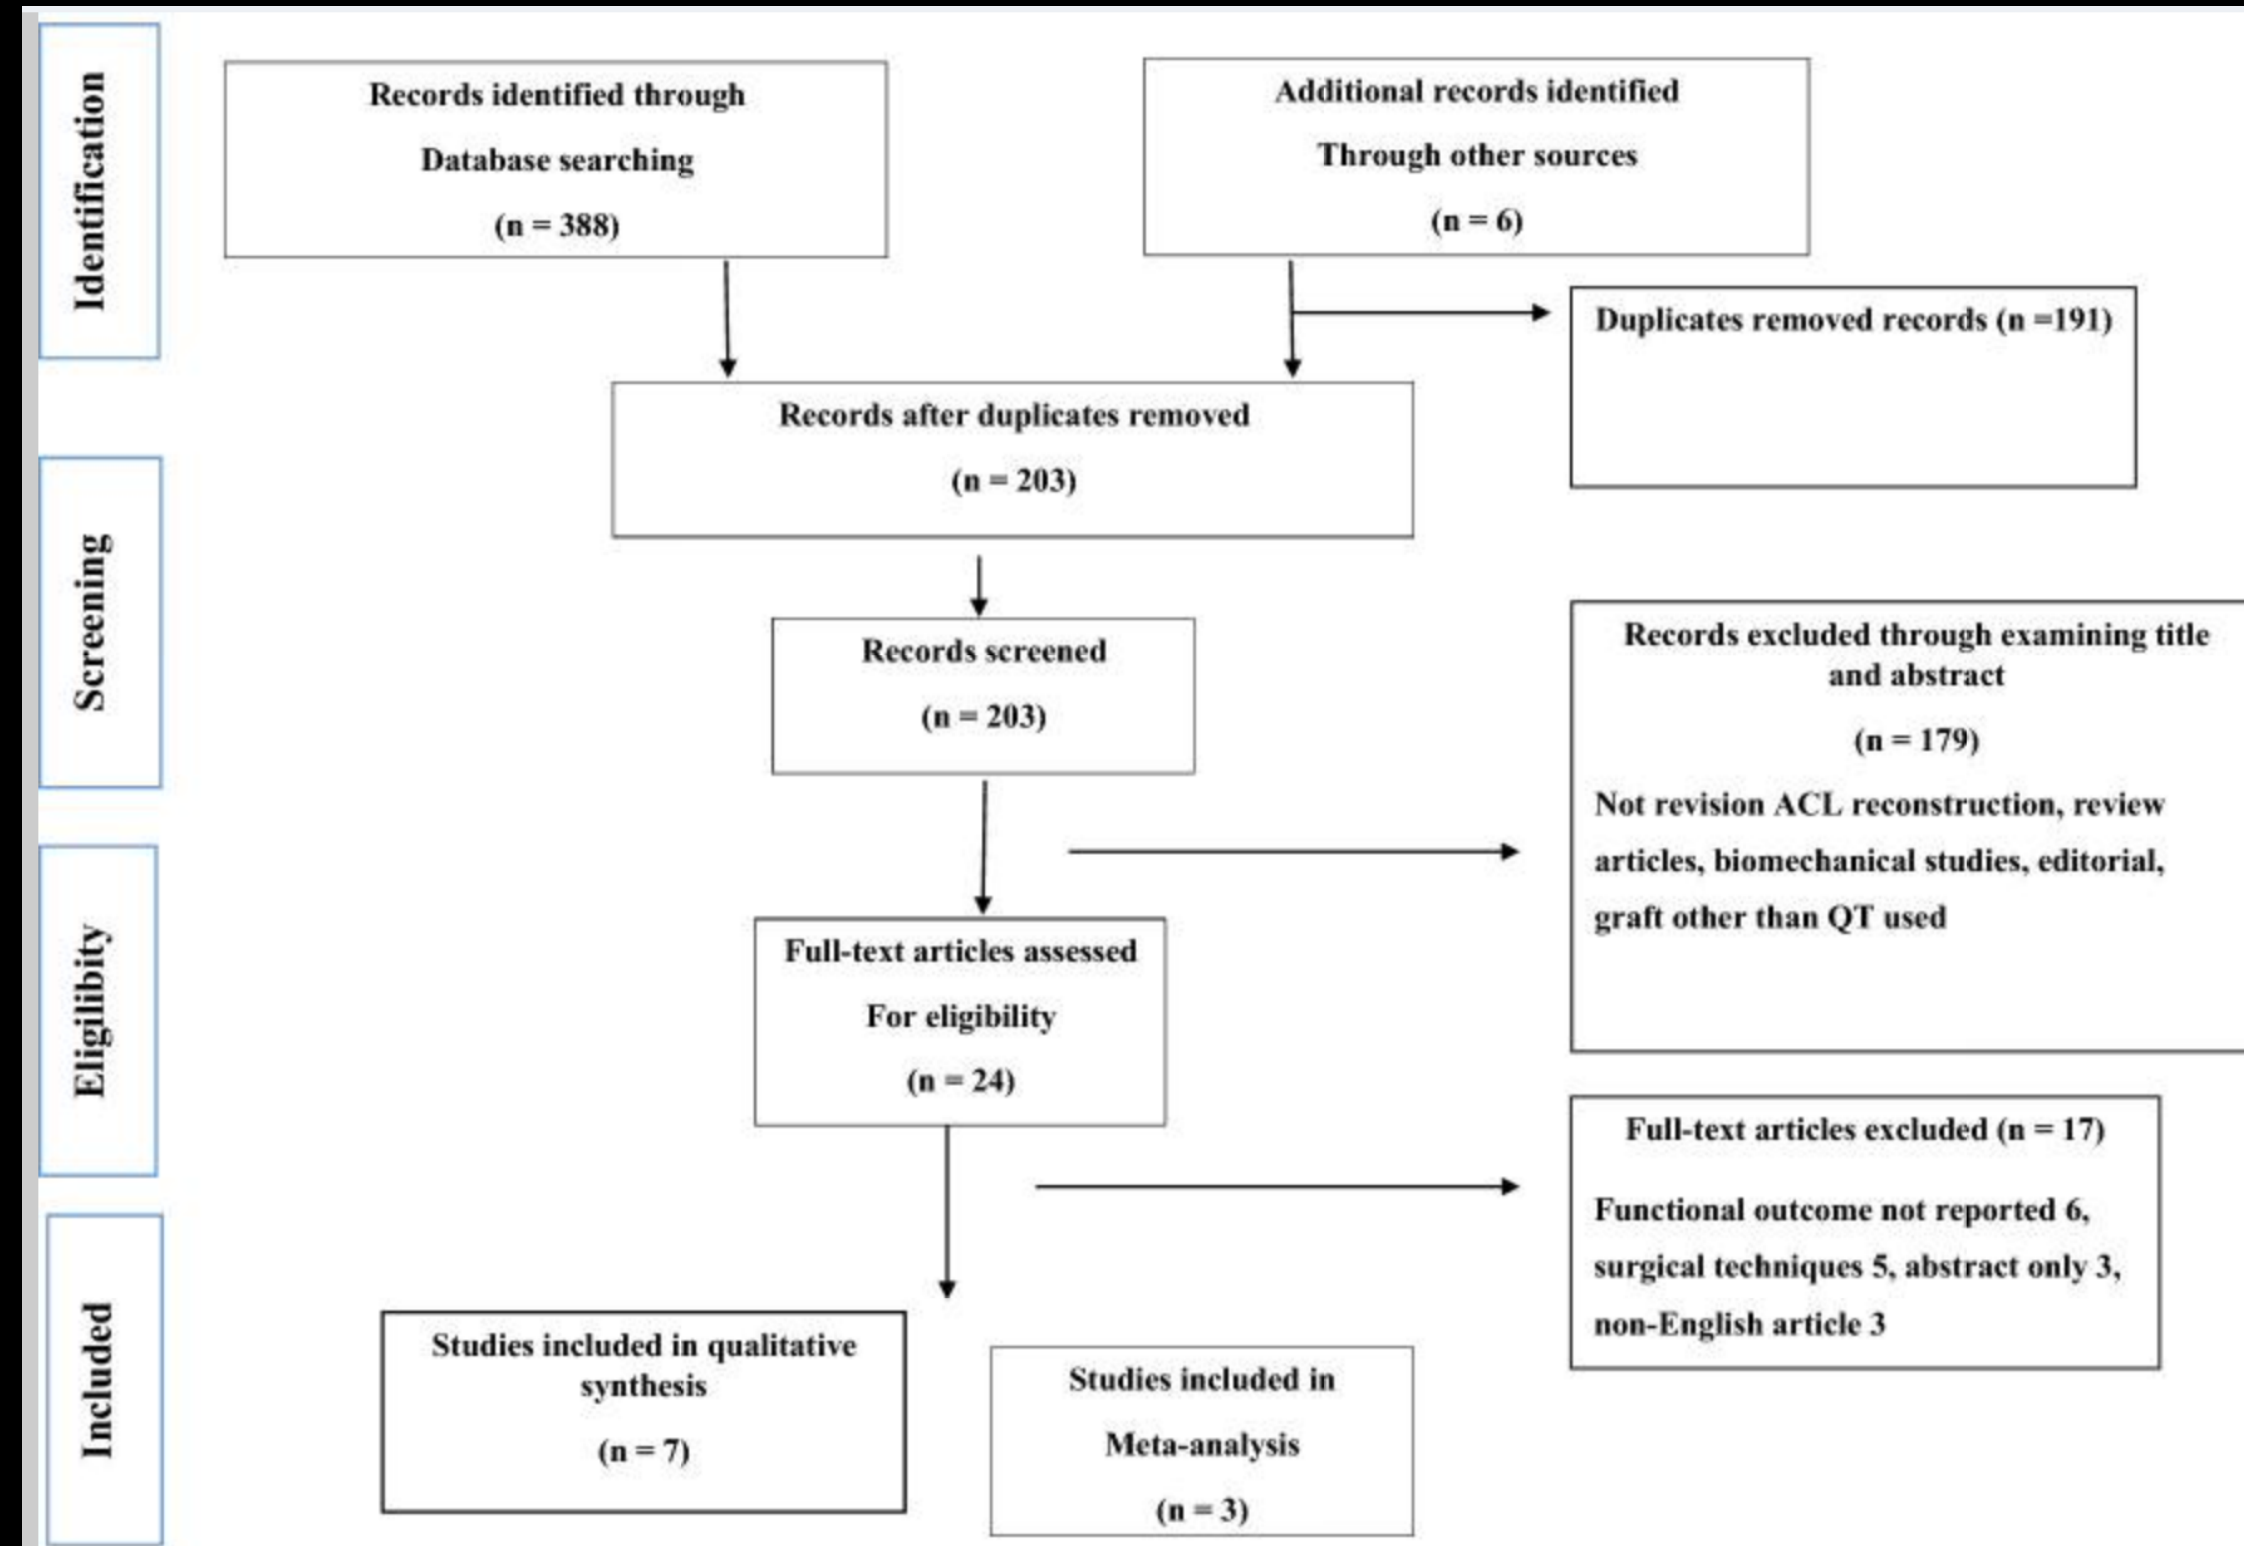 Identification
Records identified through
Database searching
(n = 388)
Additional records identified
Through other sources
(n = 6)
Duplicates removed records (n =191)
Records after duplicates removed
(n = 203)
Screening
Records screened
(n = 203)
Records excluded through examining title
and abstract
(n = 179)
Not revision ACL reconstruction, review
articles, biomechanical studies, editorial,
graft other than QT used
Eligilibity
Full-text articles assessed
For eligibility
(n = 24)
Full-text articles excluded (n = 17)
Functional outcome not reported 6,
surgical techniques 5, abstract only 3,
non-English article 3
Included
Studies included in qualitative
synthesis
(n = 7)
Studies included in
Meta-analysis
(n = 3)